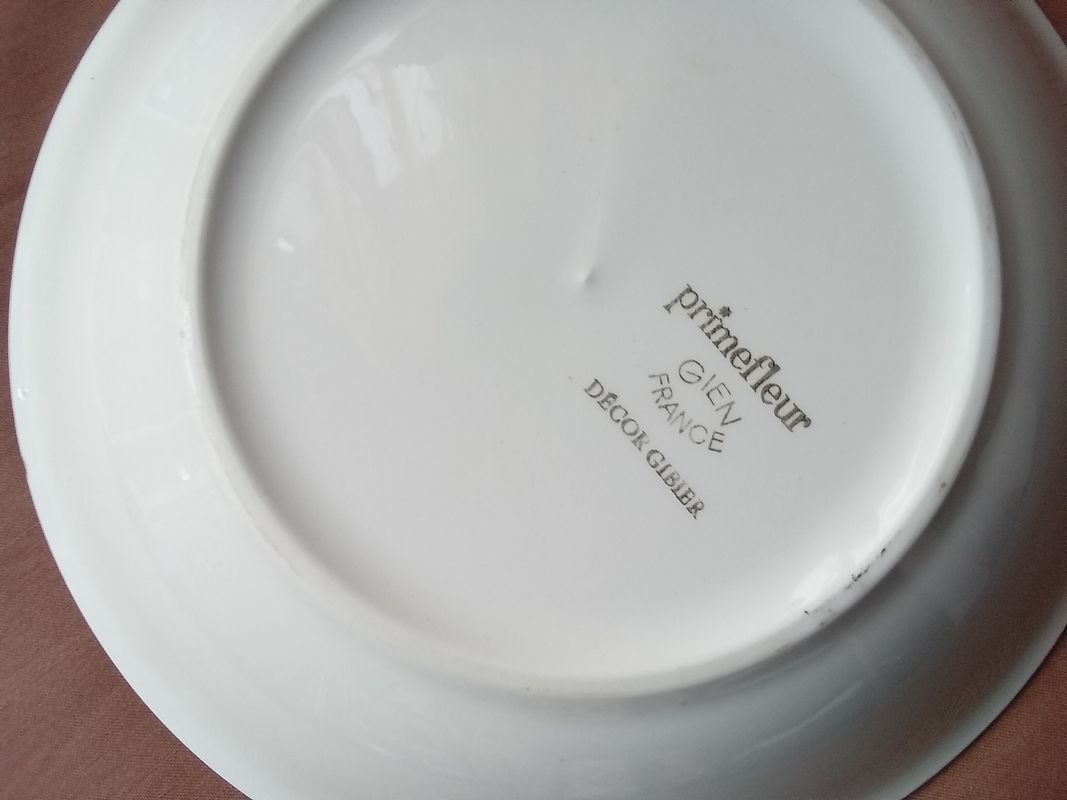 primefleur
GIEN
FRANCE
DÉCOR GIBIER